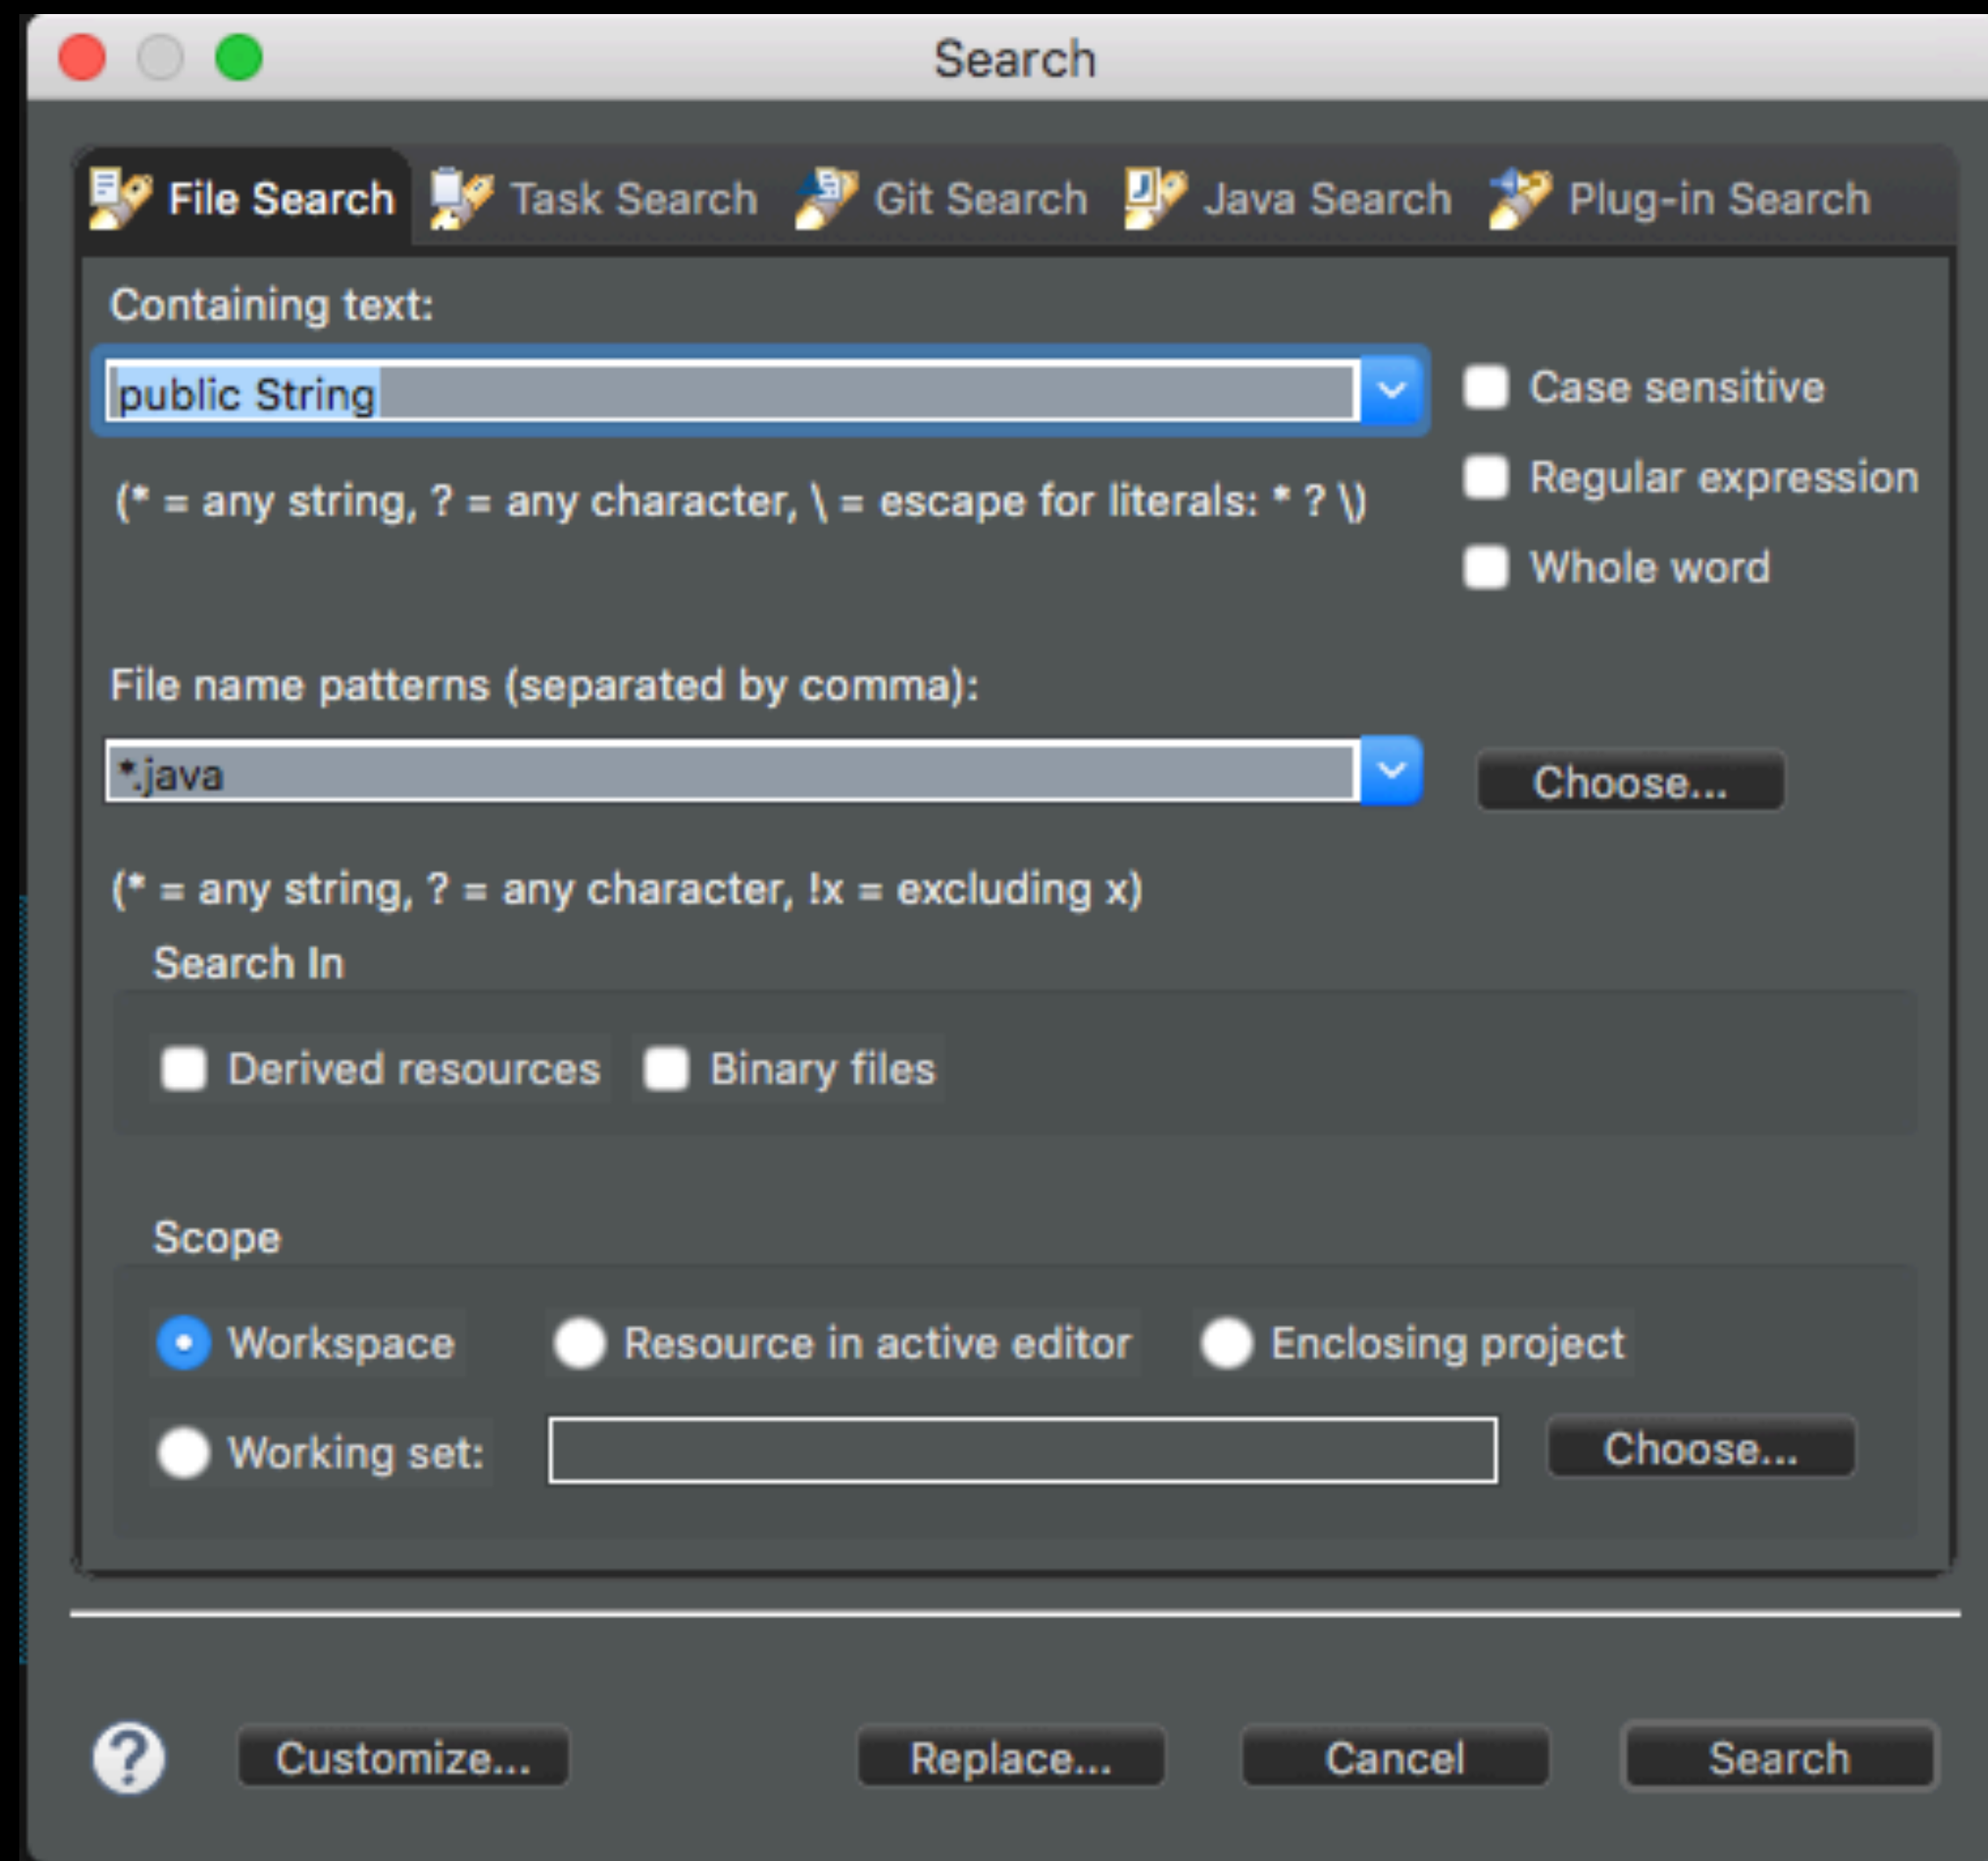 Search
File Search Task Search Git Search Java Search Plug-in Search
Containing text:
public String
Case sensitive
(* = any string, ? = any character, \ = escape for literals: * ? \)
Regular expression
Whole word
File name patterns (separated by comma):
*.java
Choose...
(* = any string, ? = any character, !x = excluding x)
Search In
Derived resources Binary files
Scope
Workspace Resource in active editor Enclosing project
Working set: Choose...
? Customize... Replace... Cancel Search